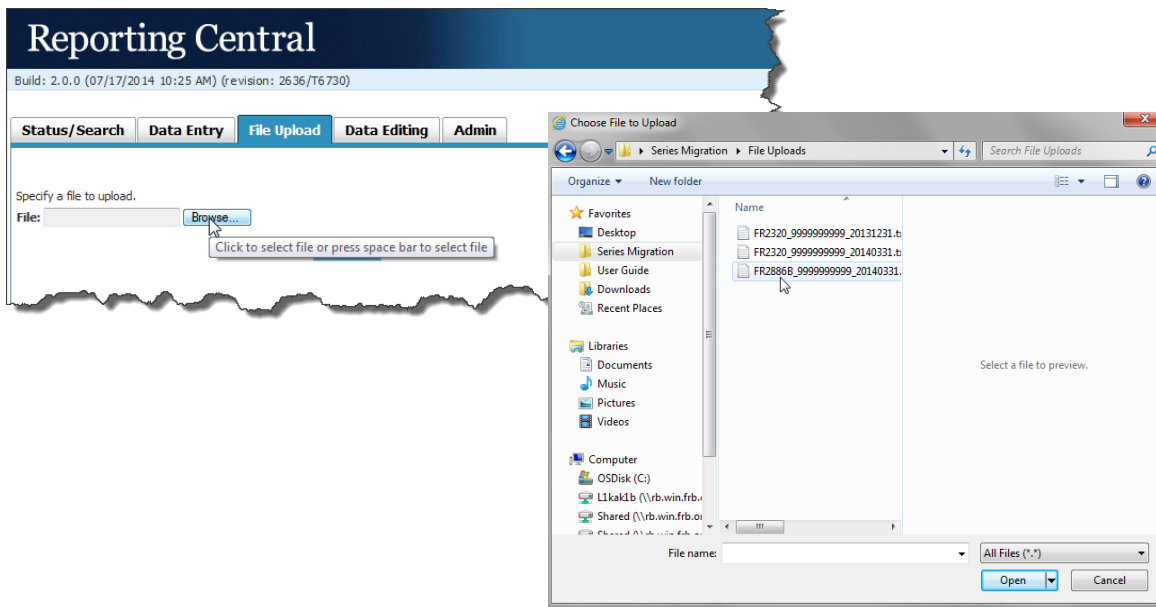 Reporting Central
Build: 2.0.0 (07/17/2014 10:25 AM) (revision: 2636/T6730)
Status/Search Data Entry File Upload Data Editing Admin
Specify a file to upload.
File: Browse...
Click to select file or press space bar to select file
Choose File to Upload
Series Migration File Uploads Search File Uploads
Organize New folder
Favorites
Desktop
Series Migration
User Guide
Downloads
Recent Places
Libraries
Documents
Music
Pictures
Videos
Computer
OSDisk (C:)
L1kak1b (\\rb.win.frb.
Shared (\\rb.win.frb.or
Name
FR2320_9999999999_20131231.t
FR2320_9999999999_20140331.t
FR2886B_9999999999_20140331.
Select a file to preview.
File name: All Files (*.*)
Open Cancel